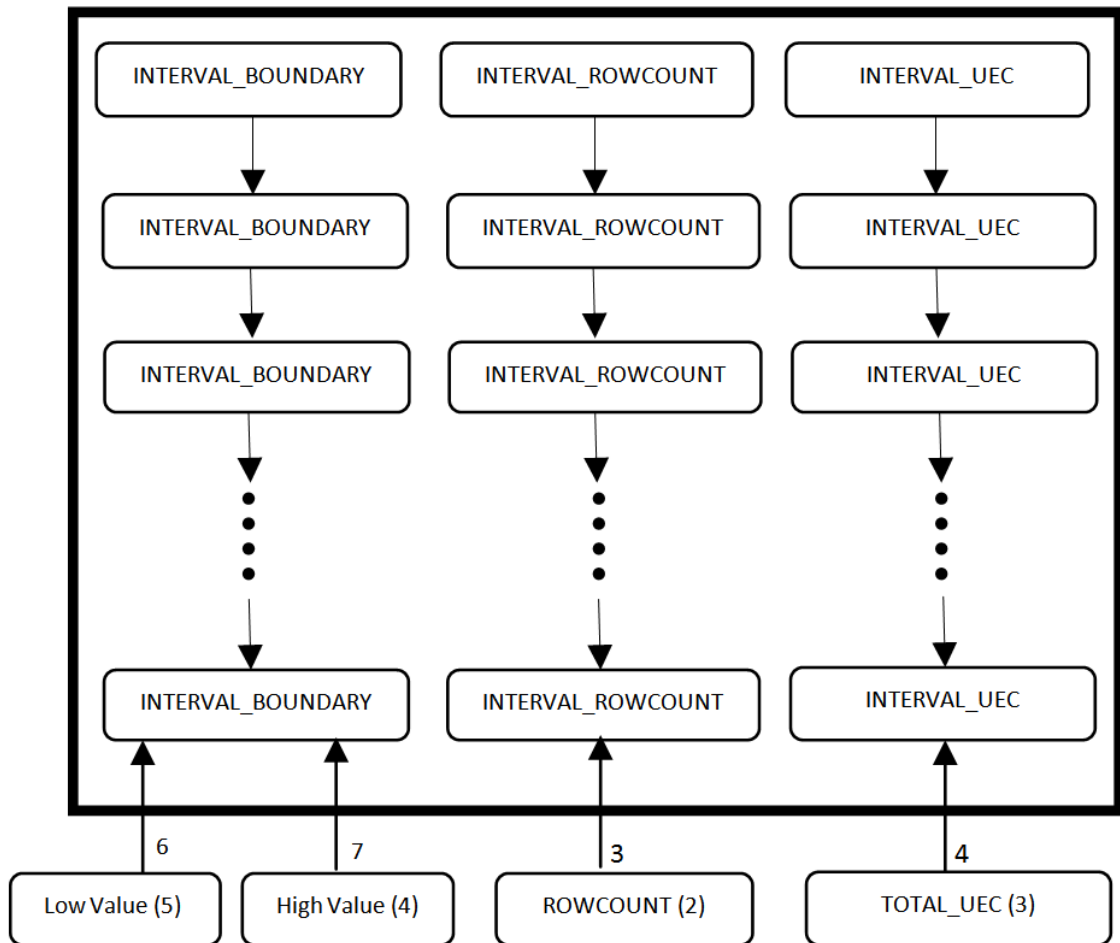 INTERVAL_BOUNDARY INTERVAL_ROWCOUNT INTERVAL_UEC
INTERVAL_BOUNDARY INTERVAL_ROWCOUNT INTERVAL_UEC
INTERVAL_BOUNDARY INTERVAL_ROWCOUNT INTERVAL_UEC
INTERVAL_BOUNDARY INTERVAL_ROWCOUNT INTERVAL_UEC
6 7 3 4
Low Value (5) High Value (4) ROWCOUNT (2) TOTAL_UEC (3)